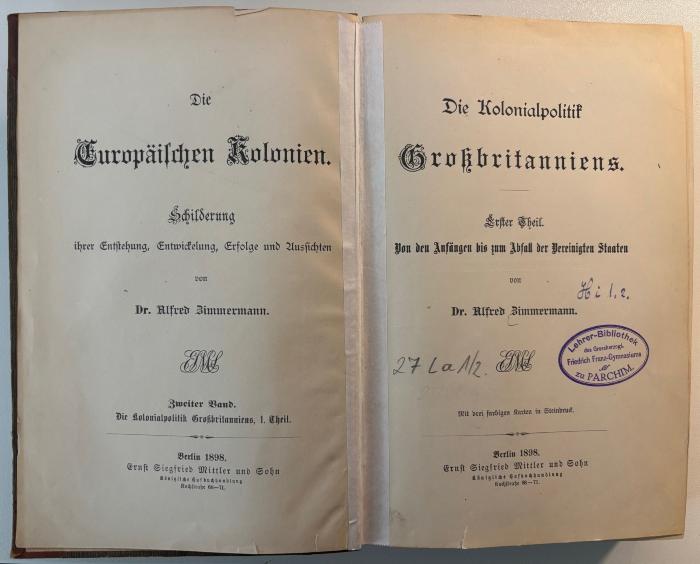 Die
Europäischen Kolonien.
Schilderung
ihrer Entstehung, Entwickelung, Erfolge und Aussichten
von
Dr. Alfred Zimmermann.
Zweiter Band.
Die Kolonialpolitik Großbritanniens, 1. Theil.
Berlin 1898.
Ernst Siegfried Mittler und Sohn
Königliche Hofbuchhandlung
Kochstraße 68–71.
Die Kolonialpolitik
Großbritanniens.
Erster Theil.
Von den Anfängen bis zum Abfall der Vereinigten Staaten
von
Dr. Alfred Zimmermann.
H i 1,2.
27 La 1/2.
Lehrer-Bibliothek
des Grossherzogl.
Friedrich Franz-Gymnasiums
zu PARCHIM.
Mit drei farbigen Karten in Steindruck.
Berlin 1898.
Ernst Siegfried Mittler und Sohn
Königliche Hofbuchhandlung
Kochstraße 68–71.